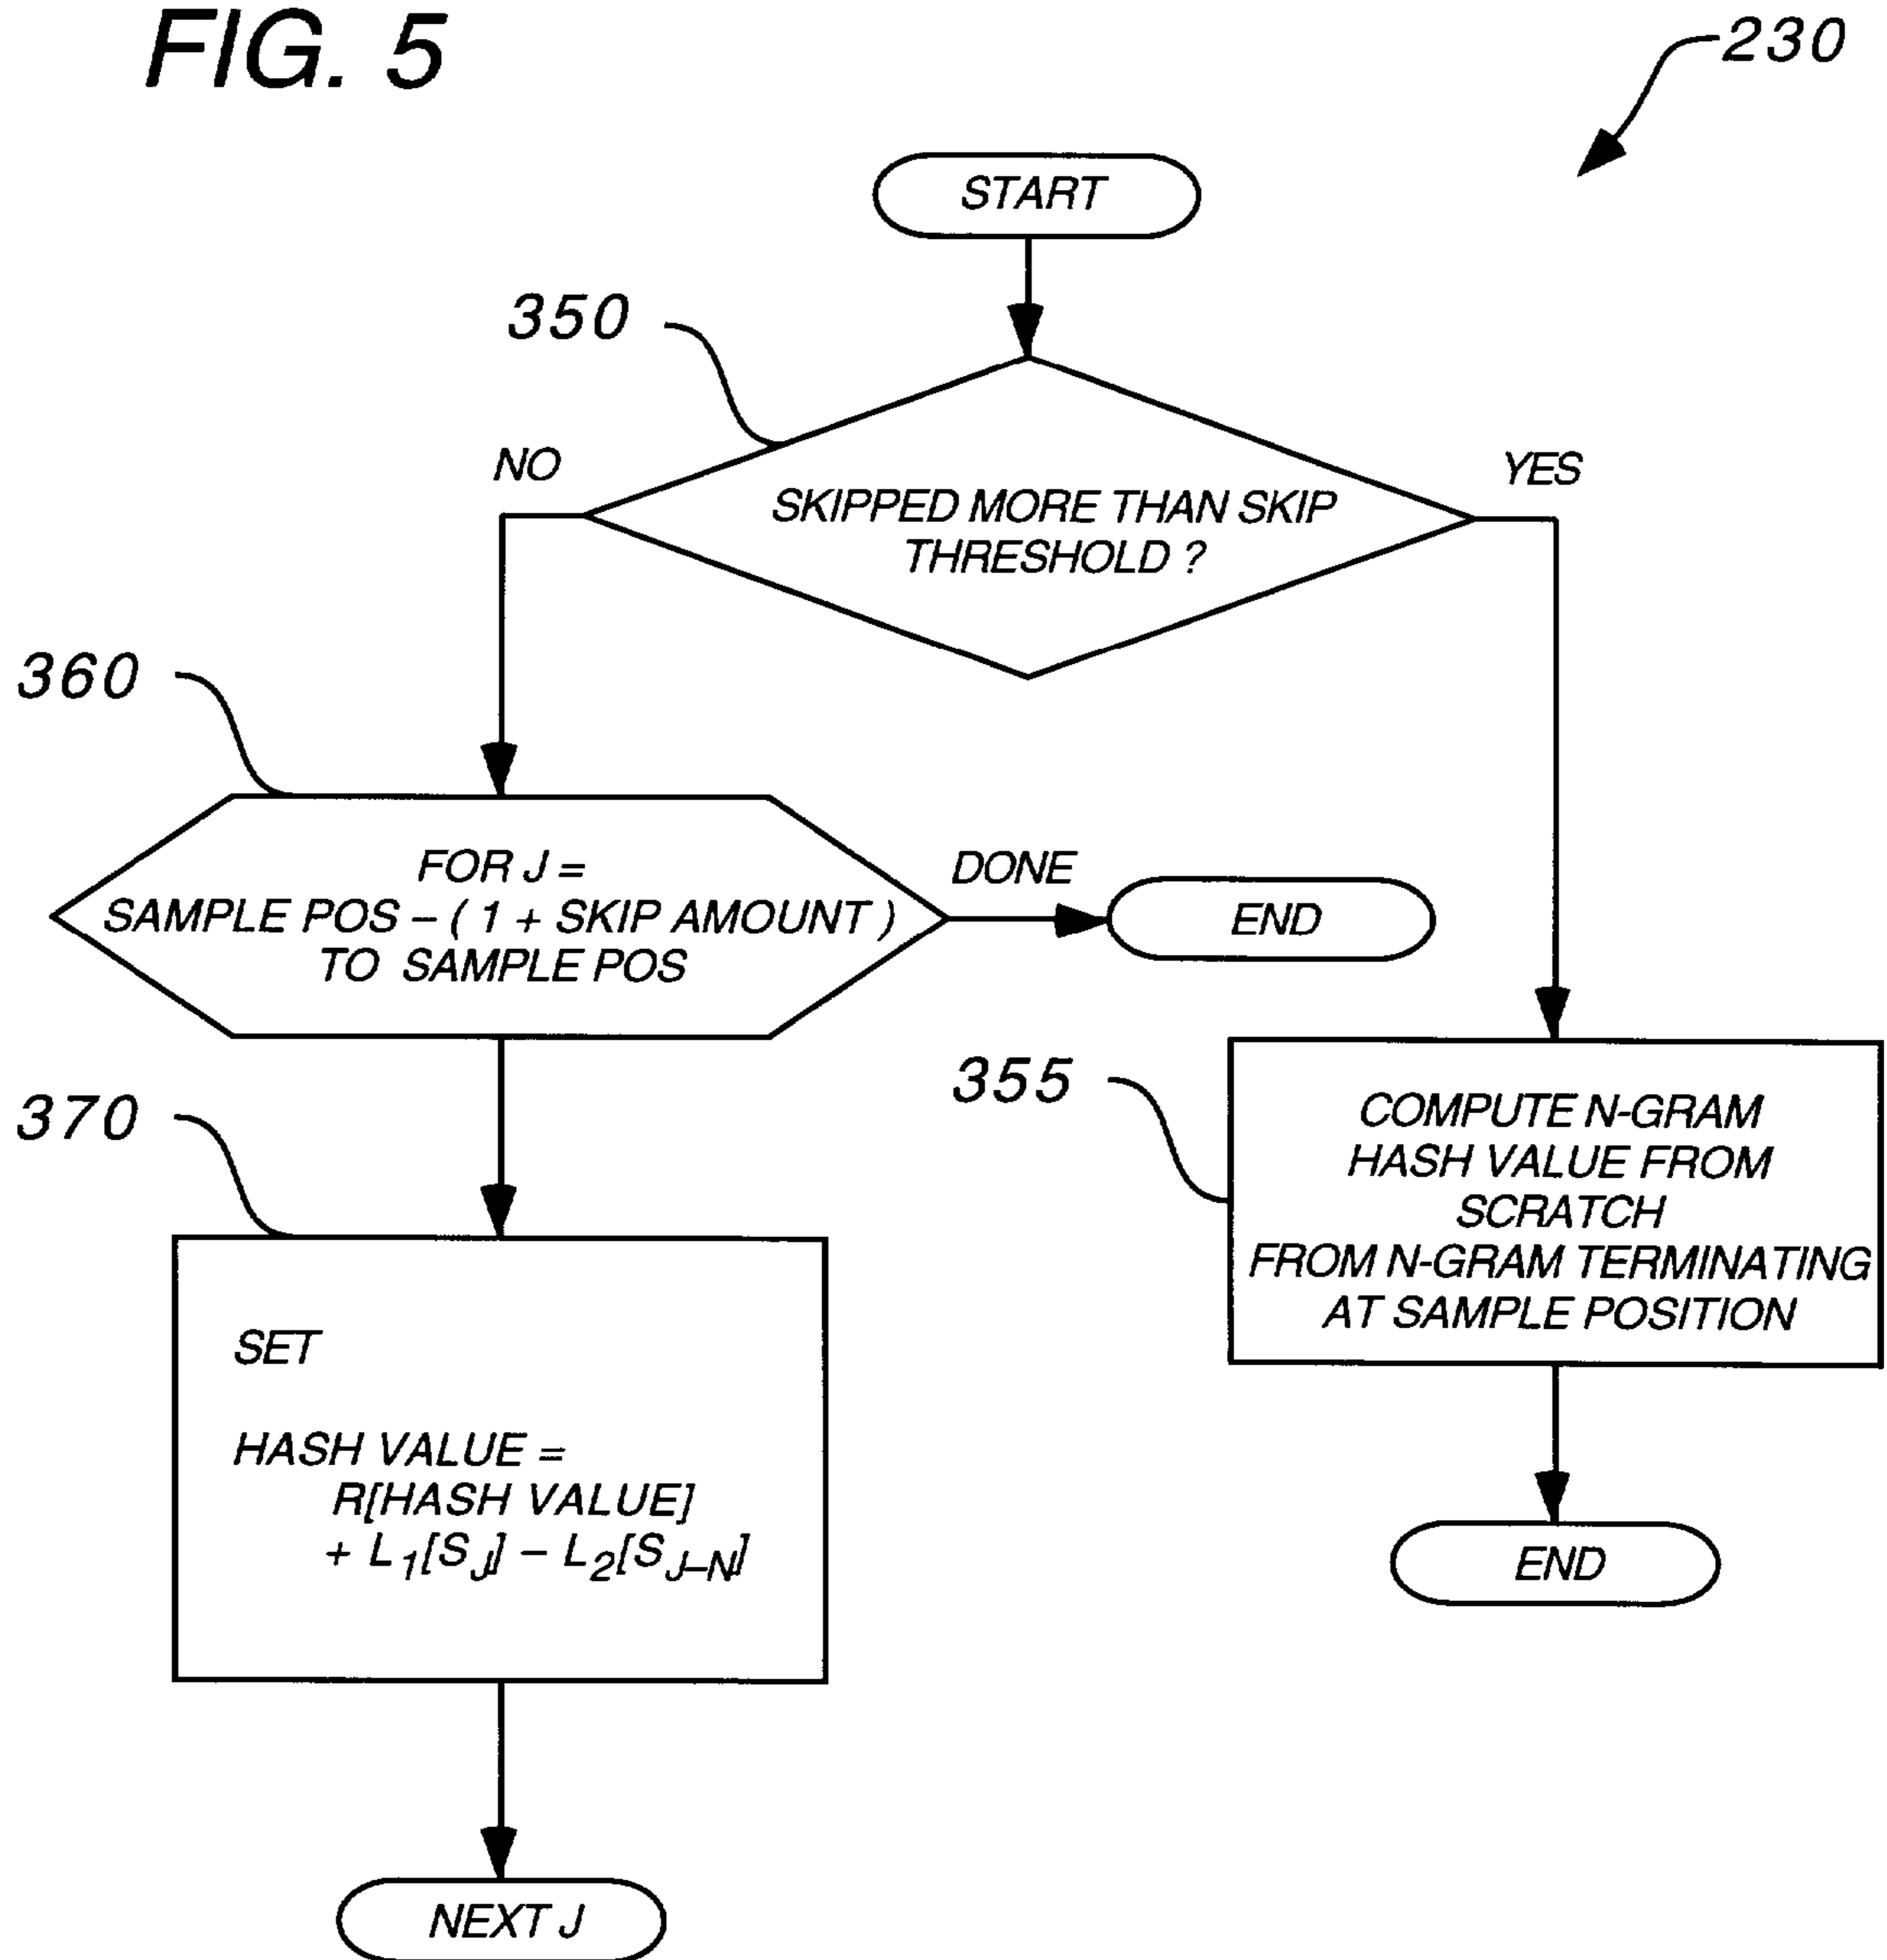 FIG. 5
230
START
350
NO
YES
SKIPPED MORE THAN SKIP
THRESHOLD ?
360
FOR J =
SAMPLE POS – ( 1 + SKIP AMOUNT )
TO SAMPLE POS
DONE
END
370
355
COMPUTE N-GRAM
HASH VALUE FROM
SCRATCH
FROM N-GRAM TERMINATING
AT SAMPLE POSITION
SET
HASH VALUE =
R[HASH VALUE]
+ L₁[S_J] – L₂[S_J–N]
END
NEXT J